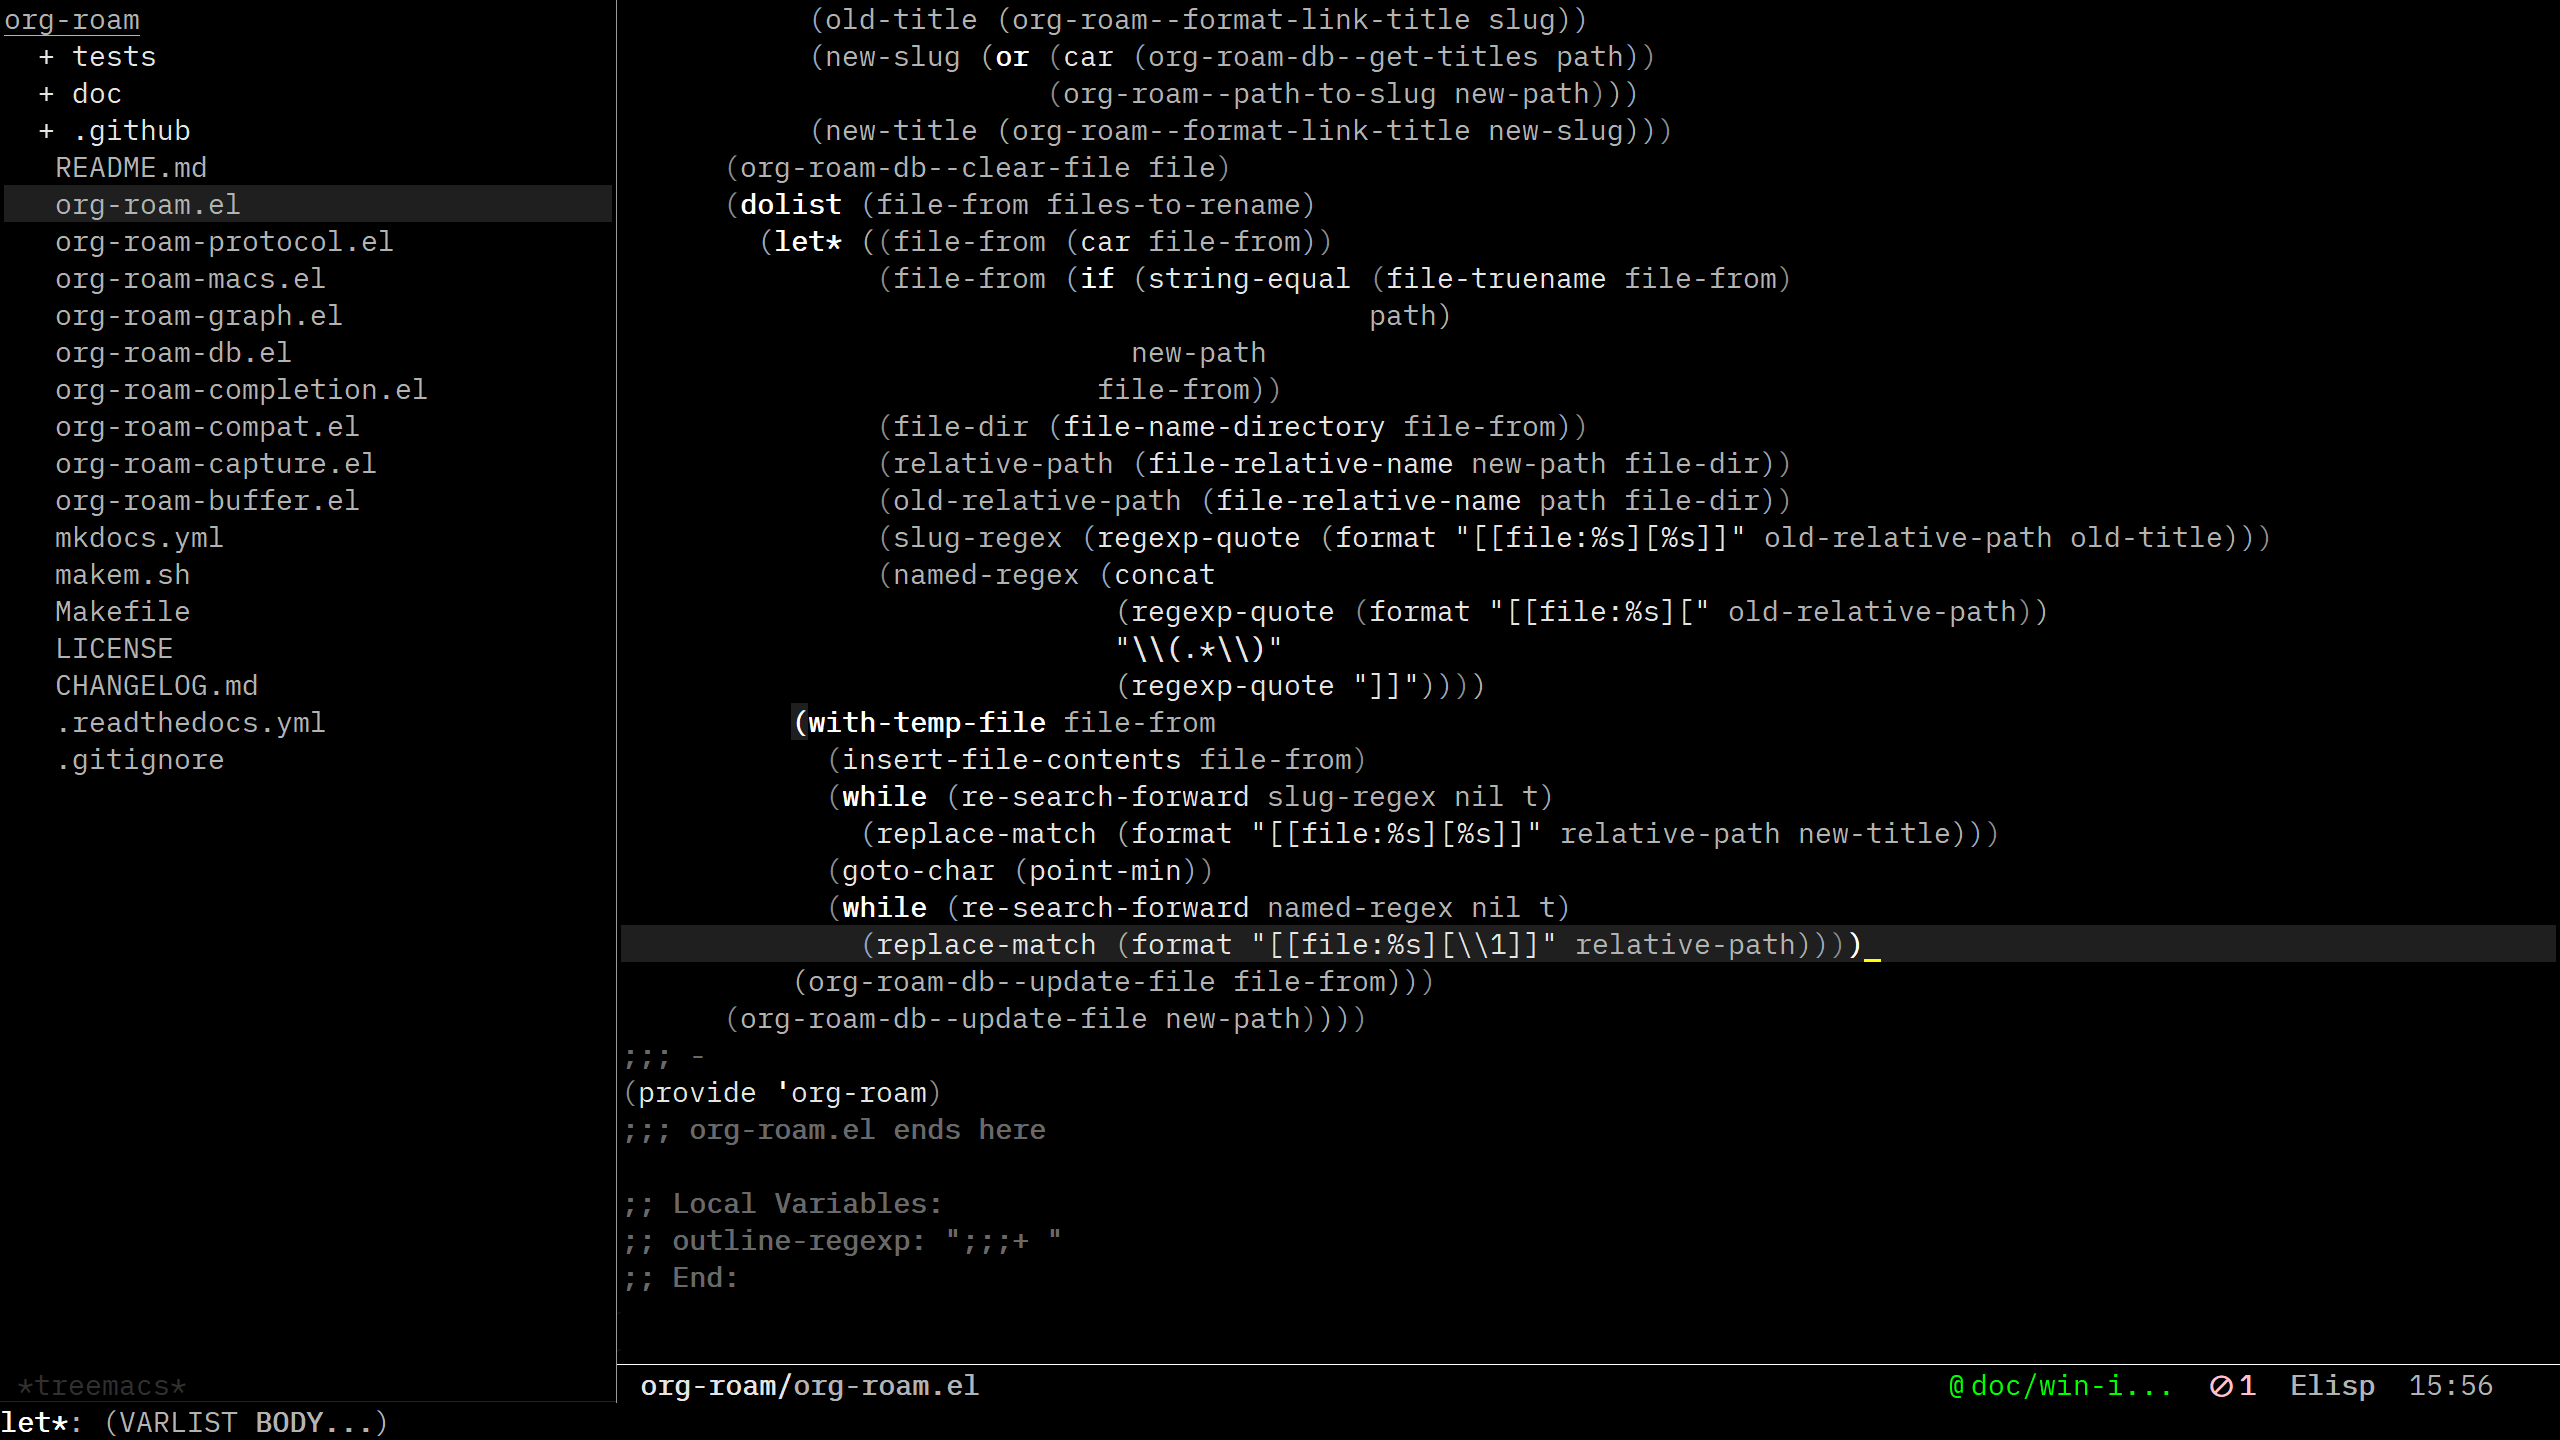 org-roam
+ tests
+ doc
+ .github
README.md
org-roam.el
org-roam-protocol.el
org-roam-macs.el
org-roam-graph.el
org-roam-db.el
org-roam-completion.el
org-roam-compat.el
org-roam-capture.el
org-roam-buffer.el
mkdocs.yml
makem.sh
Makefile
LICENSE
CHANGELOG.md
.readthedocs.yml
.gitignore
*treemacs*
(old-title (org-roam--format-link-title slug))
(new-slug (or (car (org-roam-db--get-titles path))
(org-roam--path-to-slug new-path)))
(new-title (org-roam--format-link-title new-slug)))
(org-roam-db--clear-file file)
(dolist (file-from files-to-rename)
(let* ((file-from (car file-from))
(file-from (if (string-equal (file-truename file-from)
path)
new-path
file-from))
(file-dir (file-name-directory file-from))
(relative-path (file-relative-name new-path file-dir))
(old-relative-path (file-relative-name path file-dir))
(slug-regex (regexp-quote (format "[[file:%s][%s]]" old-relative-path old-title)))
(named-regex (concat
(regexp-quote (format "[[file:%s][" old-relative-path))
"\\(.*\\)"
(regexp-quote "]]"))))
(with-temp-file file-from
(insert-file-contents file-from)
(while (re-search-forward slug-regex nil t)
(replace-match (format "[[file:%s][%s]]" relative-path new-title)))
(goto-char (point-min))
(while (re-search-forward named-regex nil t)
(replace-match (format "[[file:%s][\\1]]" relative-path))))
(org-roam-db--update-file file-from)))
(org-roam-db--update-file new-path))))
;;; -
(provide 'org-roam)
;;; org-roam.el ends here
;; Local Variables:
;; outline-regexp: ";;;+ "
;; End:
org-roam/org-roam.el @ doc/win-i... ⊘1 Elisp 15:56
let*: (VARLIST BODY...)